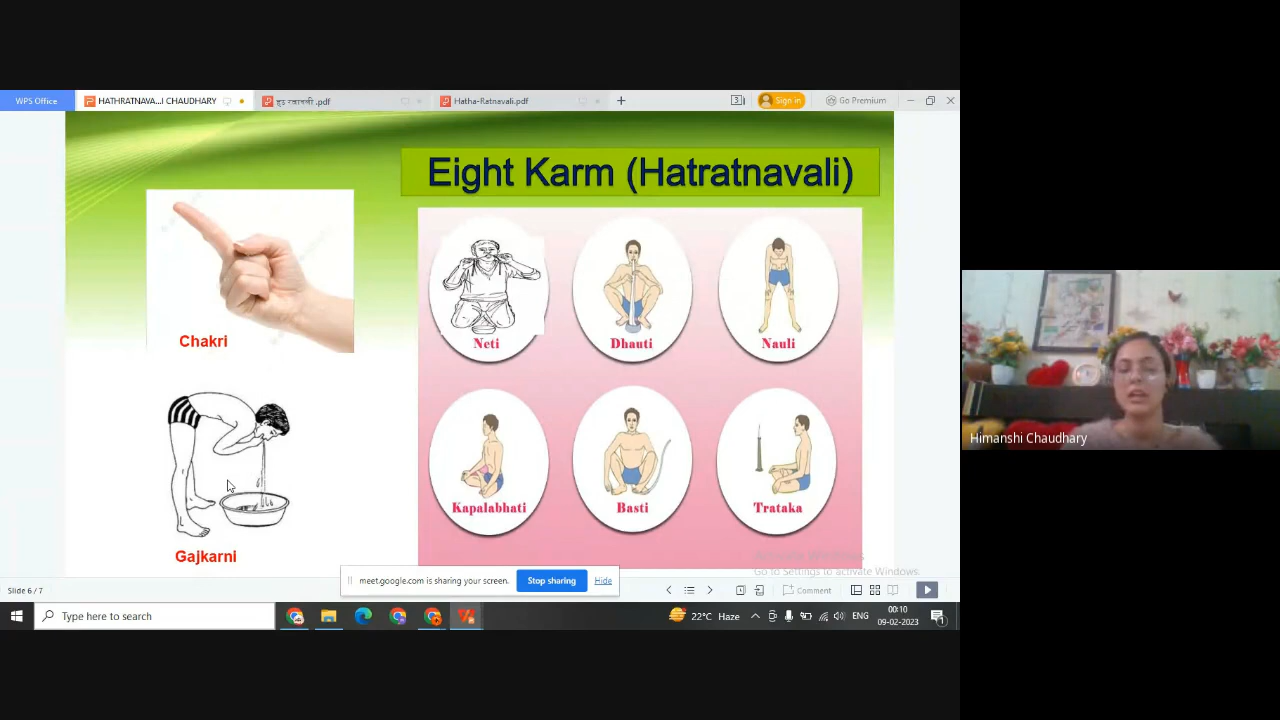 WPS Office
HATHRATNAVA...I CHAUDHARY
Hatha-Ratnavali.pdf
Sign in
Go Premium
Eight Karm (Hatratnavali)
Chakri
Neti
Dhauti
Nauli
Gajkarni
Kapalabhati
Basti
Trataka
Himanshi Chaudhary
Activate Windows
Go to Settings to activate Windows.
meet.google.com is sharing your screen.
Stop sharing
Hide
Slide 6 / 7
Comment
Type here to search
22°C Haze
ENG
00:10
09-02-2023